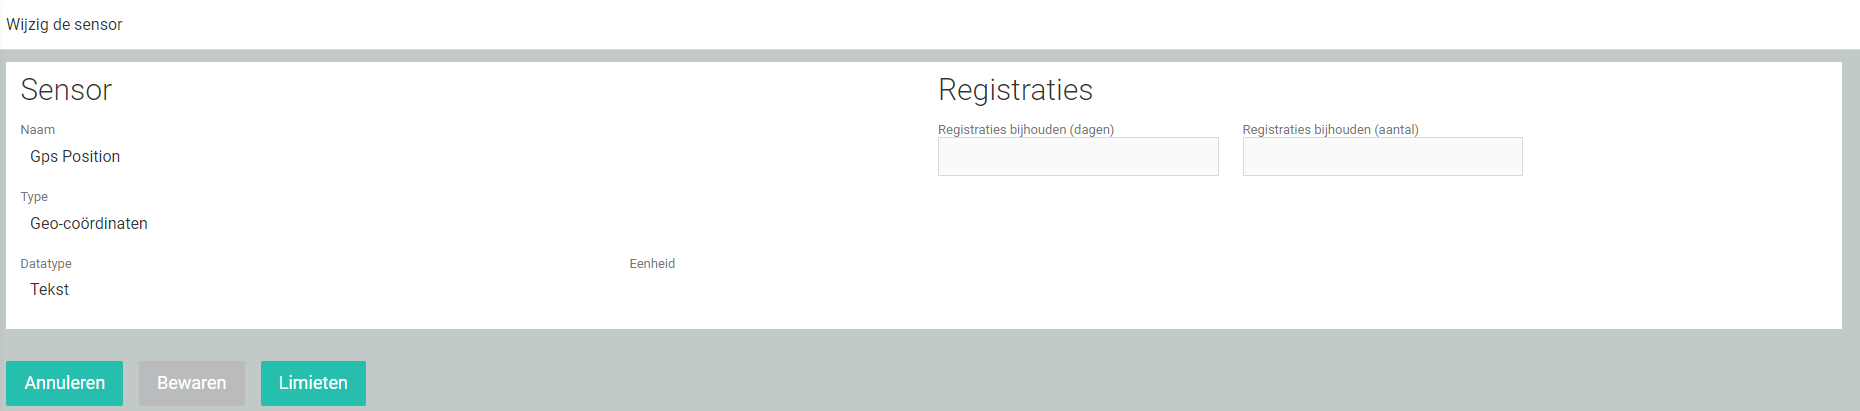 Wijzig de sensor
Sensor
Naam
Gps Position
Type
Geo-coördinaten
Datatype
Eenheid
Tekst
Registraties
Registraties bijhouden (dagen)
Registraties bijhouden (aantal)
Annuleren
Bewaren
Limieten